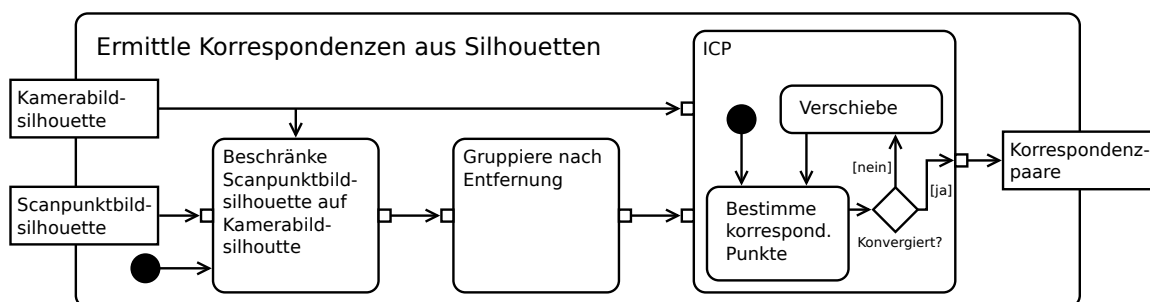 Ermittle Korrespondenzen aus Silhouetten
ICP
Kamerabild-
silhouette
Verschiebe
Beschränke
Scanpunktbild-
silhouette auf
Kamerabild-
silhoutte
Gruppiere nach
Entfernung
[nein]
Korrespondenz-
paare
Scanpunktbild-
silhouette
[ja]
Bestimme
korrespond.
Punkte
Konvergiert?